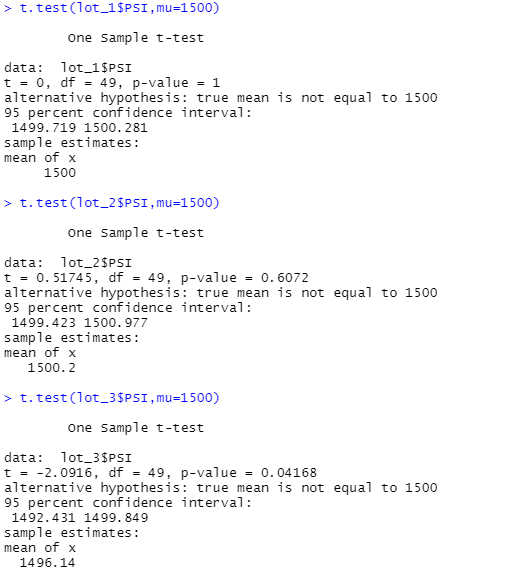 > t.test(lot_1$PSI,mu=1500)
One Sample t-test
data:  lot_1$PSI
t = 0, df = 49, p-value = 1
alternative hypothesis: true mean is not equal to 1500
95 percent confidence interval:
1499.719 1500.281
sample estimates:
mean of x
1500
> t.test(lot_2$PSI,mu=1500)
One Sample t-test
data:  lot_2$PSI
t = 0.51745, df = 49, p-value = 0.6072
alternative hypothesis: true mean is not equal to 1500
95 percent confidence interval:
1499.423 1500.977
sample estimates:
mean of x
1500.2
> t.test(lot_3$PSI,mu=1500)
One Sample t-test
data:  lot_3$PSI
t = -2.0916, df = 49, p-value = 0.04168
alternative hypothesis: true mean is not equal to 1500
95 percent confidence interval:
1492.431 1499.849
sample estimates:
mean of x
1496.14